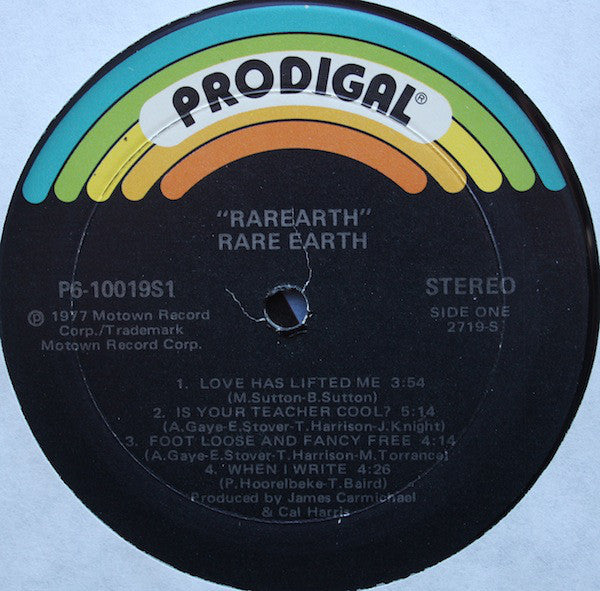 PRODIGAL®
"RAREARTH"
RARE EARTH
P6-10019S1
STEREO
℗ 1977 Motown Record
Corp./Trademark
Motown Record Corp.
SIDE ONE
2719-S
1. LOVE HAS LIFTED ME 3:54
(M.Sutton-B.Sutton)
2. IS YOUR TEACHER COOL? 5:14
(A.Gaye-E.Stover-T.Harrison-J.Knight)
3. FOOT LOOSE AND FANCY FREE 4:14
(A.Gaye-E.Stover-T.Harrison-M.Torrance)
4. WHEN I WRITE 4:26
(P.Hoorelbeke-T.Baird)
Produced by James Carmichael
& Cal Harris